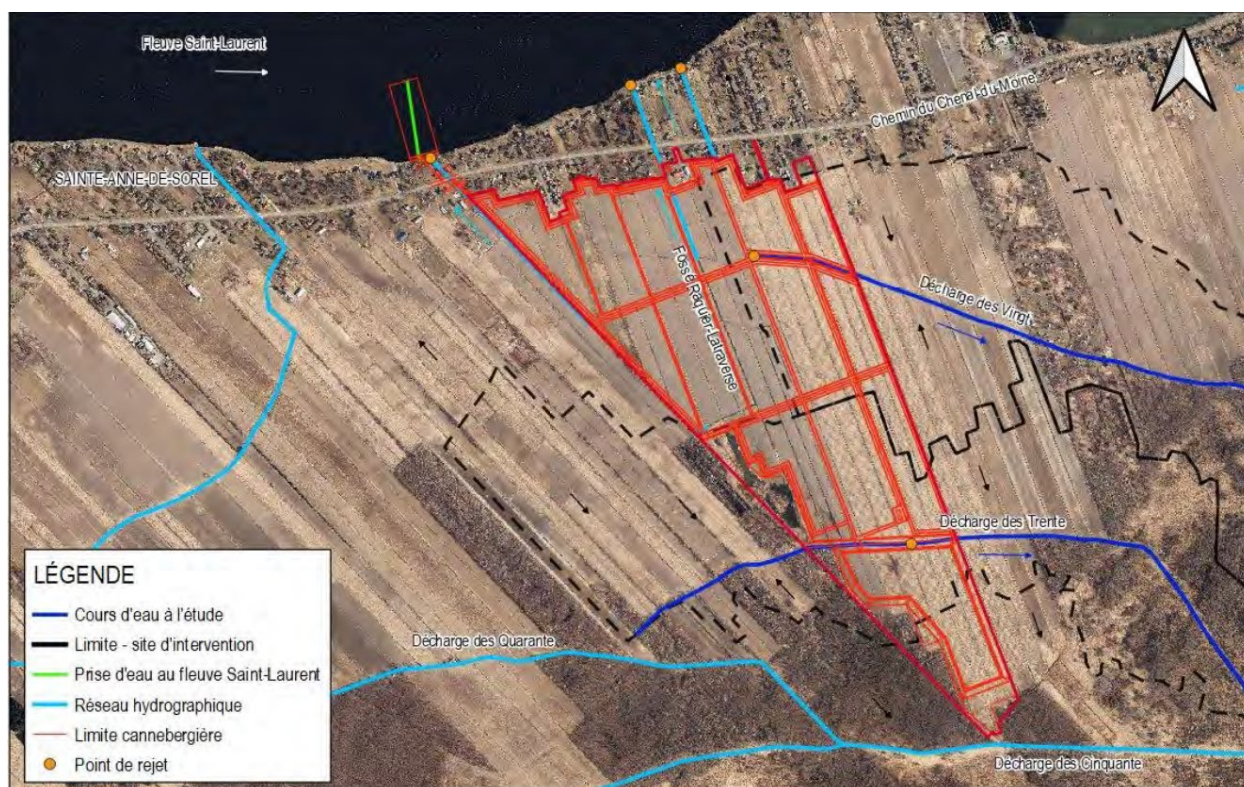 Fleuve Saint-Laurent
Chemin du Chenal-du-Moine
SAINTE-ANNE-DE-SOREL
Fossé Raquer-Latraverse
Décharge des Vingt
Décharge des Trente
Décharge des Quarante
Décharge des Cinquante
LÉGENDE
Cours d'eau à l'étude
Limite - site d'intervention
Prise d'eau au fleuve Saint-Laurent
Réseau hydrographique
Limite cannebergière
Point de rejet